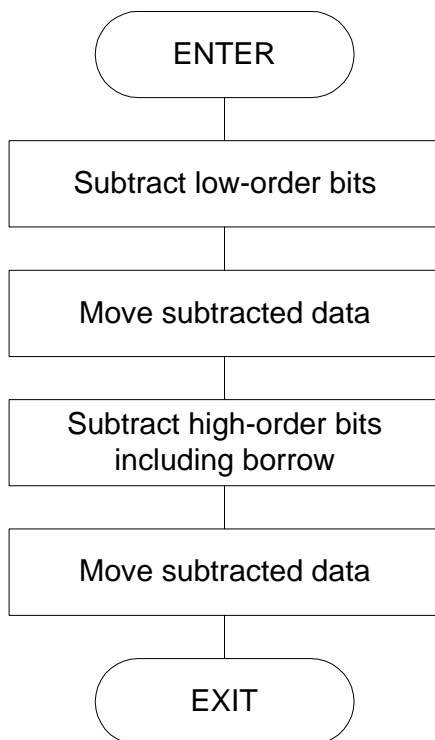 ENTER
Subtract low-order bits
Move subtracted data
Subtract high-order bits
including borrow
Move subtracted data
EXIT